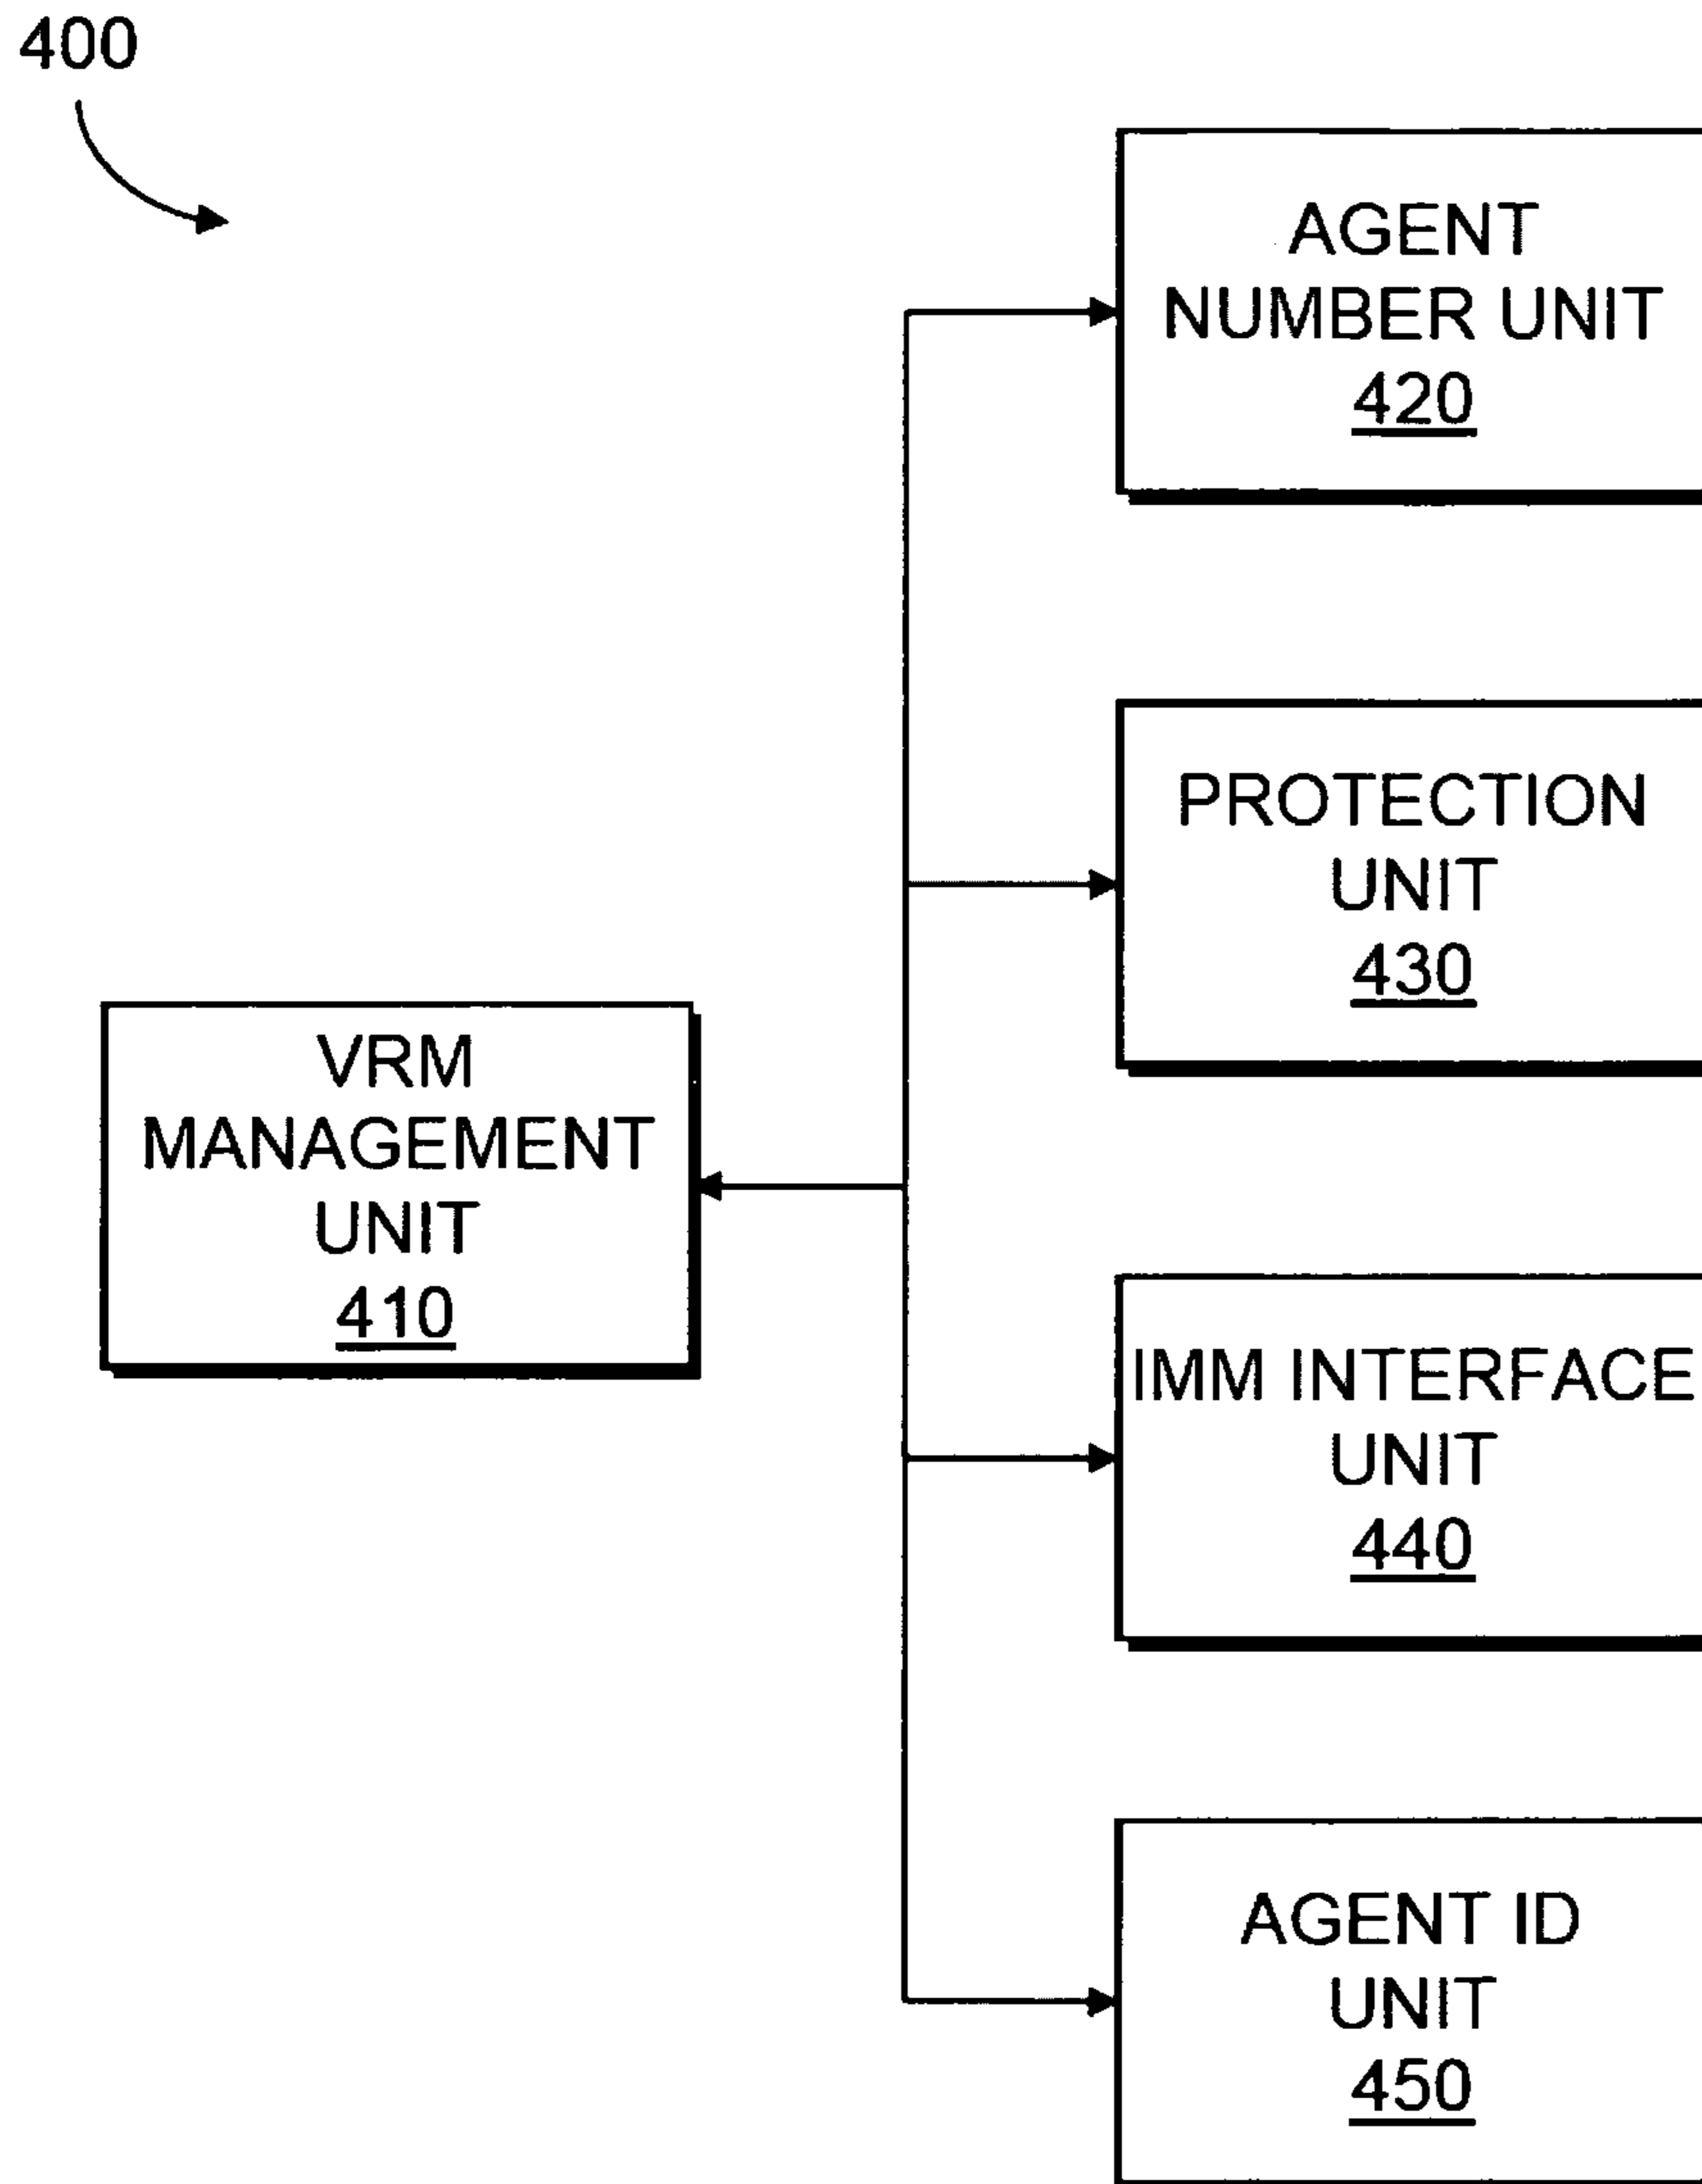 400
AGENT
NUMBER UNIT
420
PROTECTION
UNIT
430
VRM
MANAGEMENT
UNIT
410
IMM INTERFACE
UNIT
440
AGENT ID
UNIT
450